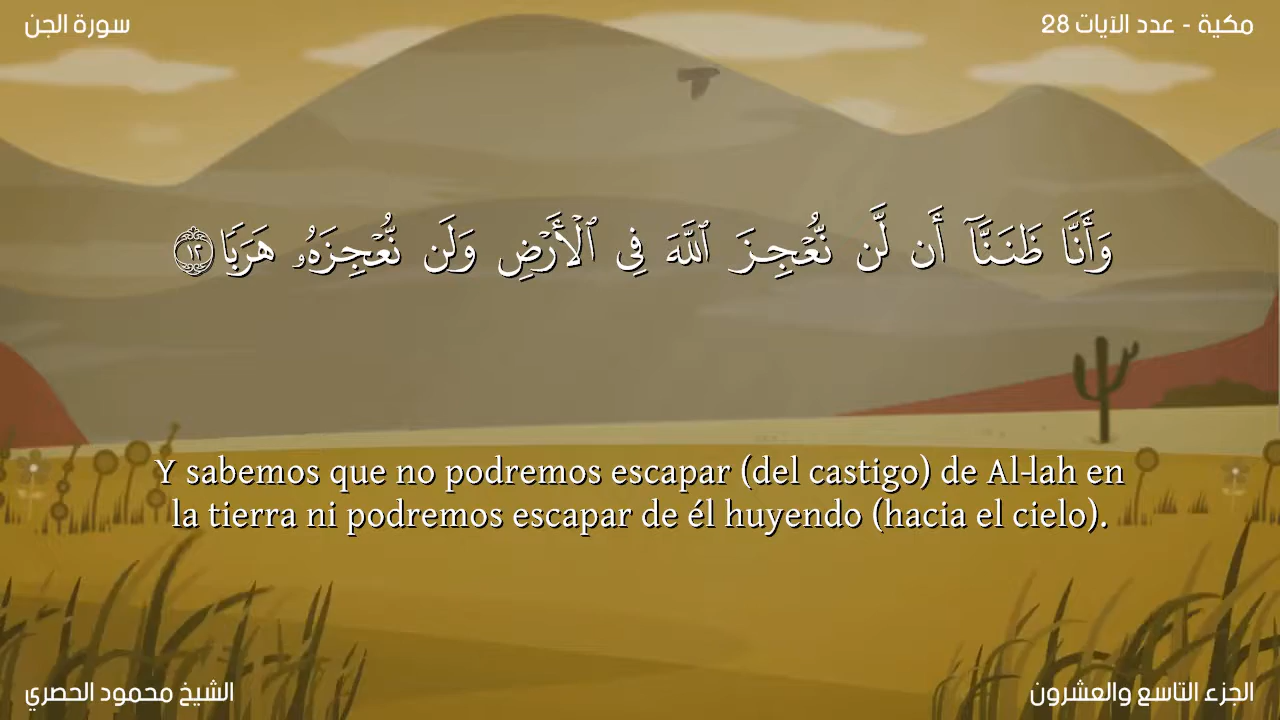 سورة الجن
مكية - عدد الآيات 28
وَأَنَّا ظَنَنَّآ أَن لَّن نُّعْجِزَ ٱللَّهَ فِى ٱلْأَرْضِ وَلَن نُّعْجِزَهُۥ هَرَبًا ١٢
Y sabemos que no podremos escapar (del castigo) de Al-lah en
la tierra ni podremos escapar de él huyendo (hacia el cielo).
الشيخ محمود الحصري
الجزء التاسع والعشرون